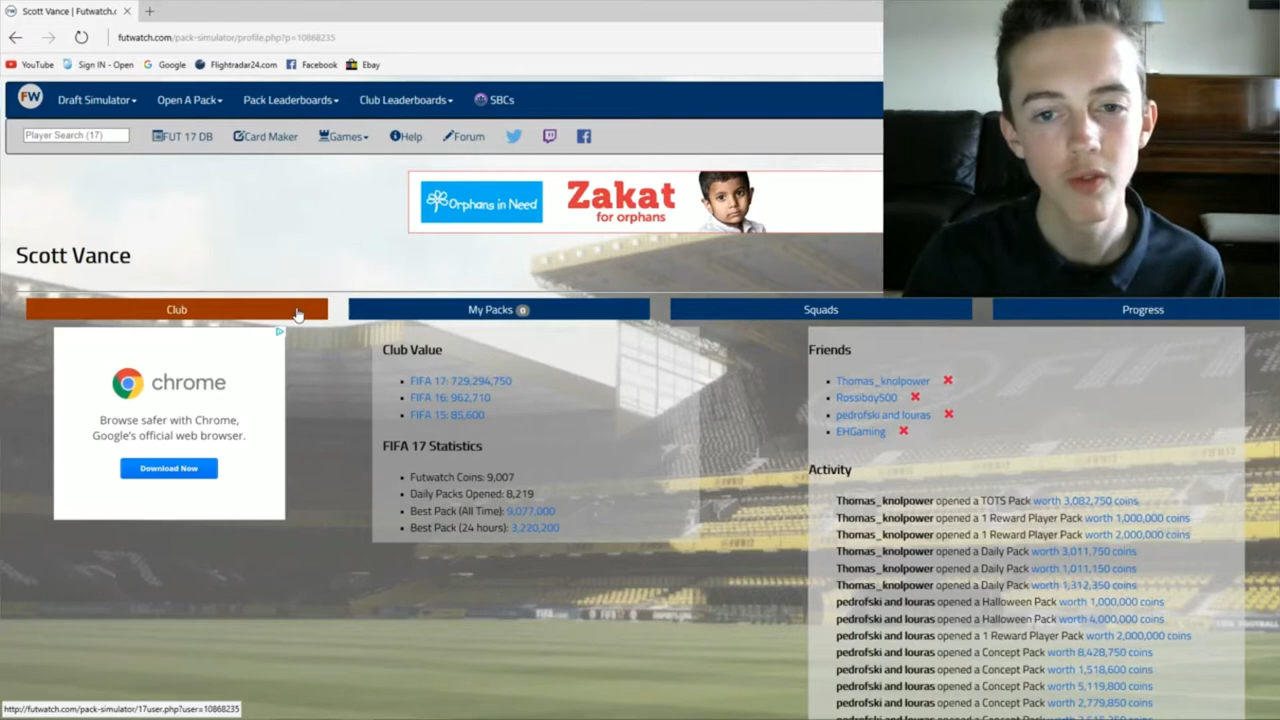 Scott Vance | Futwatch.c
futwatch.com/pack-simulator/profile.php?p=10868235
YouTube Sign IN - Open Google Flightradar24.com Facebook Ebay
FW Draft Simulator Open A Pack Pack Leaderboards Club Leaderboards SBCs
Player Search (17) FUT 17 DB Card Maker Games Help Forum
Orphans in Need Zakat for orphans
Scott Vance
Club My Packs 0 Squads Progress
chrome
Browse safer with Chrome,
Google's official web browser.
Download Now
Club Value
FIFA 17: 729,294,750
FIFA 16: 962,710
FIFA 15: 85,600
FIFA 17 Statistics
Futwatch Coins: 9,007
Daily Packs Opened: 8,219
Best Pack (All Time): 9,077,000
Best Pack (24 hours): 3,220,200
Friends
Thomas_knolpower
Rossiboy500
pedrofski and louras
EHGaming
Activity
Thomas_knolpower opened a TOTS Pack worth 3,082,750 coins
Thomas_knolpower opened a 1 Reward Player Pack worth 1,000,000 coins
Thomas_knolpower opened a 1 Reward Player Pack worth 2,000,000 coins
Thomas_knolpower opened a Daily Pack worth 3,011,750 coins
Thomas_knolpower opened a Daily Pack worth 1,011,150 coins
Thomas_knolpower opened a Daily Pack worth 1,312,350 coins
pedrofski and louras opened a Halloween Pack worth 1,000,000 coins
pedrofski and louras opened a Halloween Pack worth 4,000,000 coins
pedrofski and louras opened a 1 Reward Player Pack worth 2,000,000 coins
pedrofski and louras opened a Concept Pack worth 8,428,750 coins
pedrofski and louras opened a Concept Pack worth 1,518,600 coins
pedrofski and louras opened a Concept Pack worth 5,119,800 coins
pedrofski and louras opened a Concept Pack worth 2,779,850 coins
http://futwatch.com/pack-simulator/17user.php?user=10868235